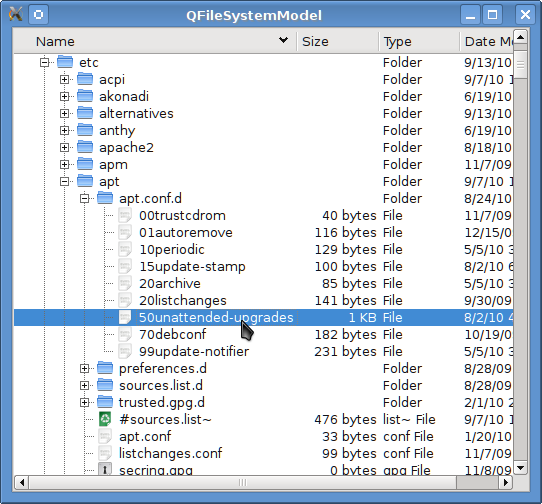 QFileSystemModel
Name Size Type Date Mo
etc Folder 9/13/10
acpi Folder 9/7/10 1
akonadi Folder 6/19/10
alternatives Folder 9/13/10
anthy Folder 6/19/10
apache2 Folder 8/18/10
apm Folder 11/7/09
apt Folder 9/7/10 1
apt.conf.d Folder 8/24/10
00trustcdrom 40 bytes File 11/7/09
01autoremove 116 bytes File 12/15/0
10periodic 129 bytes File 5/5/10 3
15update-stamp 100 bytes File 8/2/10 6
20archive 85 bytes File 5/5/10 3
20listchanges 141 bytes File 9/30/09
50unattended-upgrades 1 KB File 8/2/10 4
70debconf 182 bytes File 10/19/0
99update-notifier 231 bytes File 5/5/10 3
preferences.d Folder 8/28/09
sources.list.d Folder 8/28/09
trusted.gpg.d Folder 2/1/10 2
#sources.list~ 476 bytes list~ File 9/7/10 1
apt.conf 33 bytes conf File 1/20/10
listchanges.conf 99 bytes conf File 11/7/09
secring.gpg 0 bytes gpg File 11/8/09